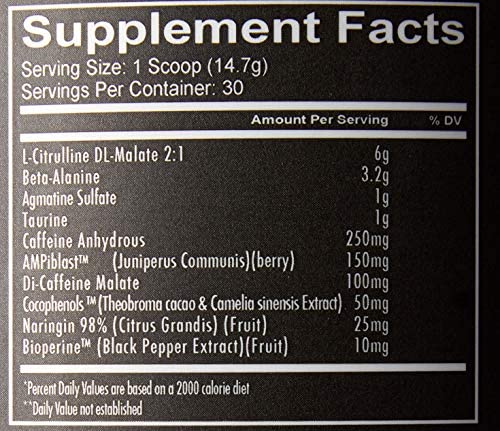 Supplement Facts
Serving Size: 1 Scoop (14.7g)
Servings Per Container: 30
Amount Per Serving % DV
L-Citrulline DL-Malate 2:1 6g
Beta-Alanine 3.2g
Agmatine Sulfate 1g
Taurine 1g
Caffeine Anhydrous 250mg
AMPiblast™ (Juniperus Communis)(berry) 150mg
Di-Caffeine Malate 100mg
Cocophenols™(Theobroma cacao & Camelia sinensis Extract) 50mg
Naringin 98% (Citrus Grandis) (Fruit) 25mg
Bioperine™ (Black Pepper Extract)(Fruit) 10mg
*Percent Daily Values are based on a 2000 calorie diet
**Daily Value not established